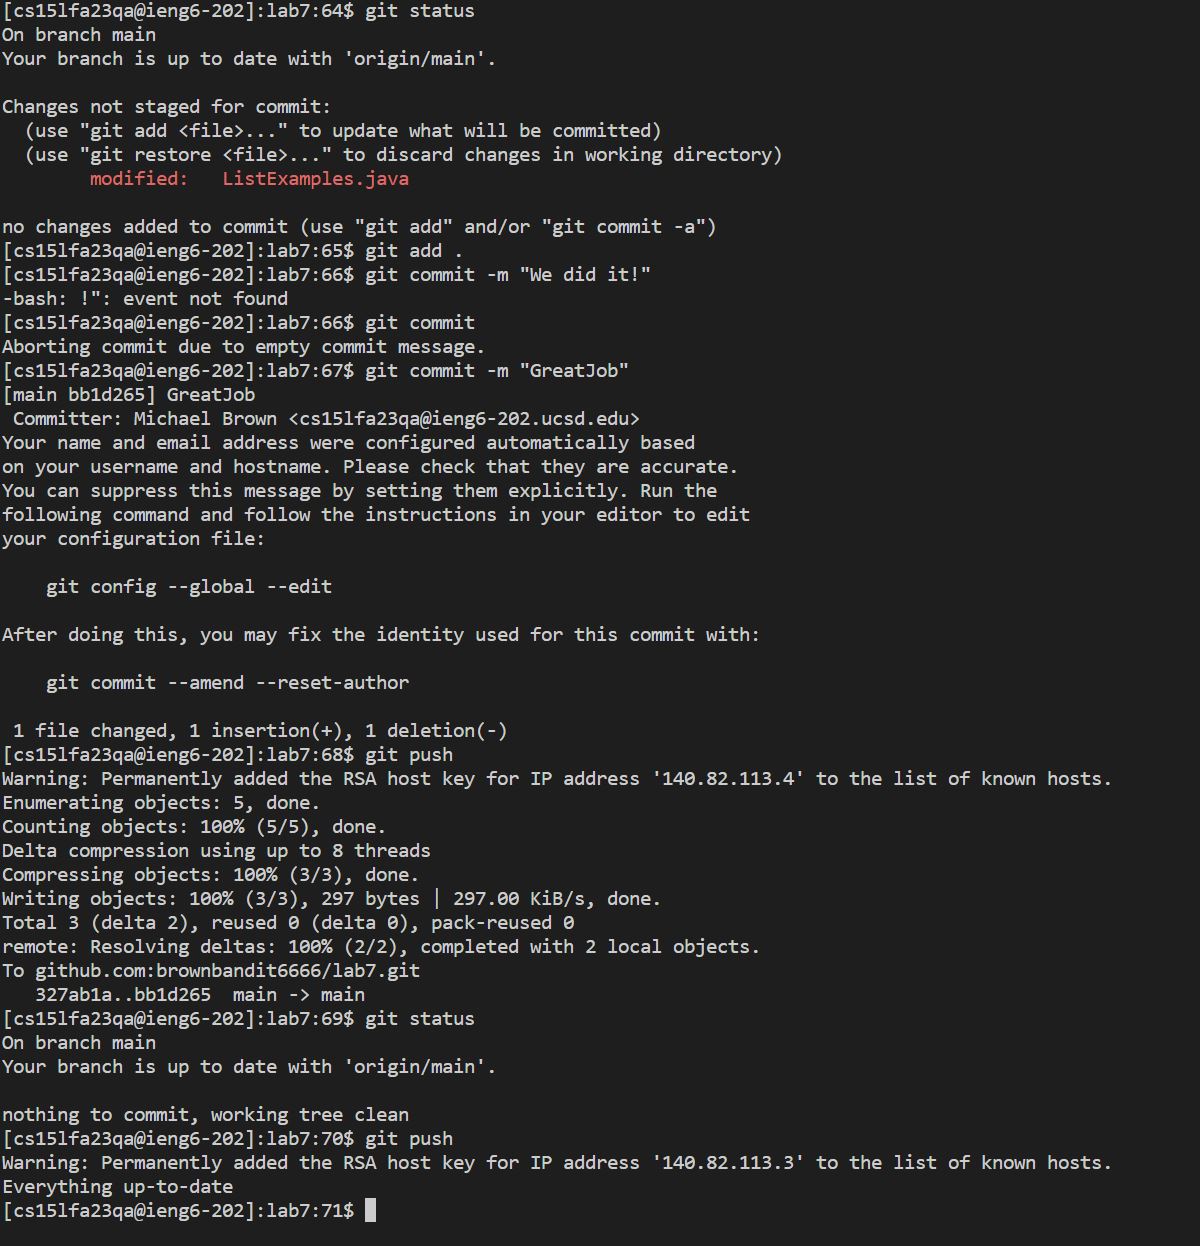 [cs15lfa23qa@ieng6-202]:lab7:64$ git status
On branch main
Your branch is up to date with 'origin/main'.
Changes not staged for commit:
  (use "git add <file>..." to update what will be committed)
  (use "git restore <file>..." to discard changes in working directory)
        modified:   ListExamples.java
no changes added to commit (use "git add" and/or "git commit -a")
[cs15lfa23qa@ieng6-202]:lab7:65$ git add .
[cs15lfa23qa@ieng6-202]:lab7:66$ git commit -m "We did it!"
-bash: !": event not found
[cs15lfa23qa@ieng6-202]:lab7:66$ git commit
Aborting commit due to empty commit message.
[cs15lfa23qa@ieng6-202]:lab7:67$ git commit -m "GreatJob"
[main bb1d265] GreatJob
 Committer: Michael Brown <cs15lfa23qa@ieng6-202.ucsd.edu>
Your name and email address were configured automatically based
on your username and hostname. Please check that they are accurate.
You can suppress this message by setting them explicitly. Run the
following command and follow the instructions in your editor to edit
your configuration file:
    git config --global --edit
After doing this, you may fix the identity used for this commit with:
    git commit --amend --reset-author
 1 file changed, 1 insertion(+), 1 deletion(-)
[cs15lfa23qa@ieng6-202]:lab7:68$ git push
Warning: Permanently added the RSA host key for IP address '140.82.113.4' to the list of known hosts.
Enumerating objects: 5, done.
Counting objects: 100% (5/5), done.
Delta compression using up to 8 threads
Compressing objects: 100% (3/3), done.
Writing objects: 100% (3/3), 297 bytes | 297.00 KiB/s, done.
Total 3 (delta 2), reused 0 (delta 0), pack-reused 0
remote: Resolving deltas: 100% (2/2), completed with 2 local objects.
To github.com:brownbandit6666/lab7.git
   327ab1a..bb1d265  main -> main
[cs15lfa23qa@ieng6-202]:lab7:69$ git status
On branch main
Your branch is up to date with 'origin/main'.
nothing to commit, working tree clean
[cs15lfa23qa@ieng6-202]:lab7:70$ git push
Warning: Permanently added the RSA host key for IP address '140.82.113.3' to the list of known hosts.
Everything up-to-date
[cs15lfa23qa@ieng6-202]:lab7:71$